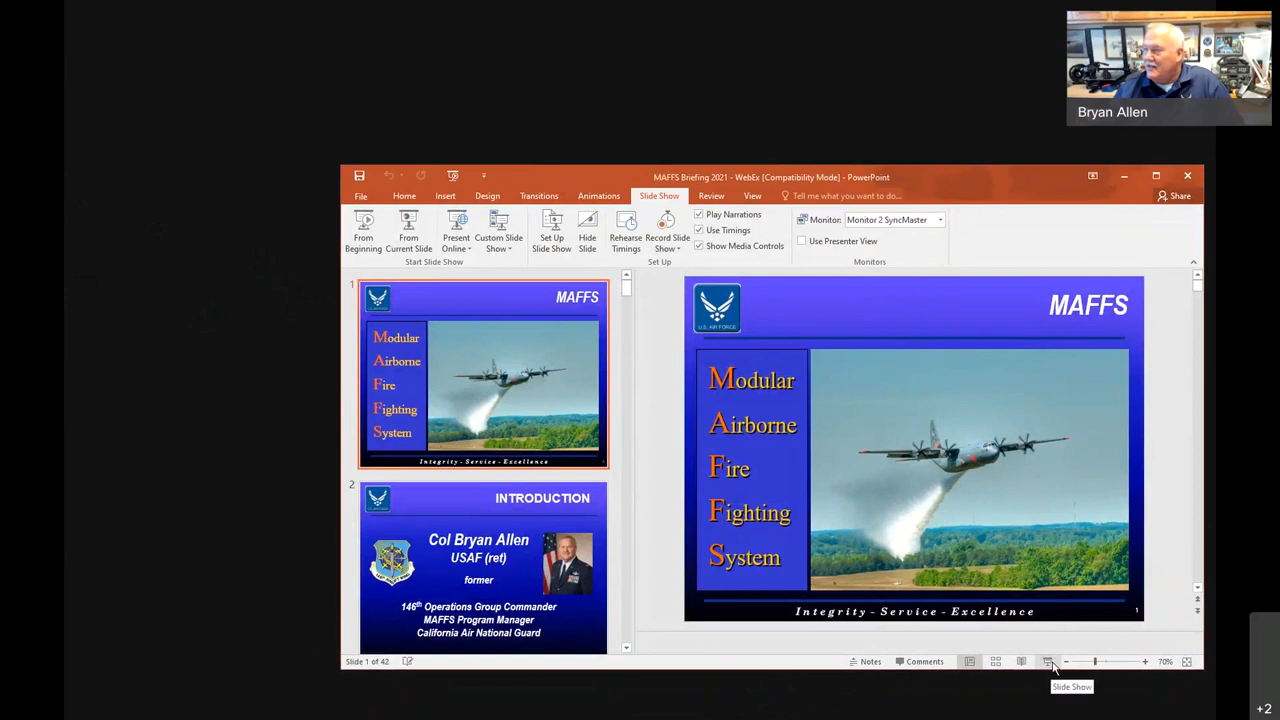 Bryan Allen
MAFFS Briefing 2021 - WebEx [Compatibility Mode] - PowerPoint
File Home Insert Design Transitions Animations Slide Show Review View Tell me what you want to do... Share
From Beginning
From Current Slide
Present Online
Custom Slide Show
Set Up Slide Show
Hide Slide
Rehearse Timings
Record Slide Show
Play Narrations
Use Timings
Show Media Controls
Monitor: Monitor 2 SyncMaster
Use Presenter View
Start Slide Show Set Up Monitors
1
MAFFS
Modular
Airborne
Fire
Fighting
System
Integrity - Service - Excellence
2
INTRODUCTION
Col Bryan Allen
USAF (ret)
former
146th Operations Group Commander
MAFFS Program Manager
California Air National Guard
U.S. AIR FORCE
MAFFS
Modular
Airborne
Fire
Fighting
System
Integrity - Service - Excellence
1
Slide 1 of 42 Notes Comments 70%
Slide Show
+2